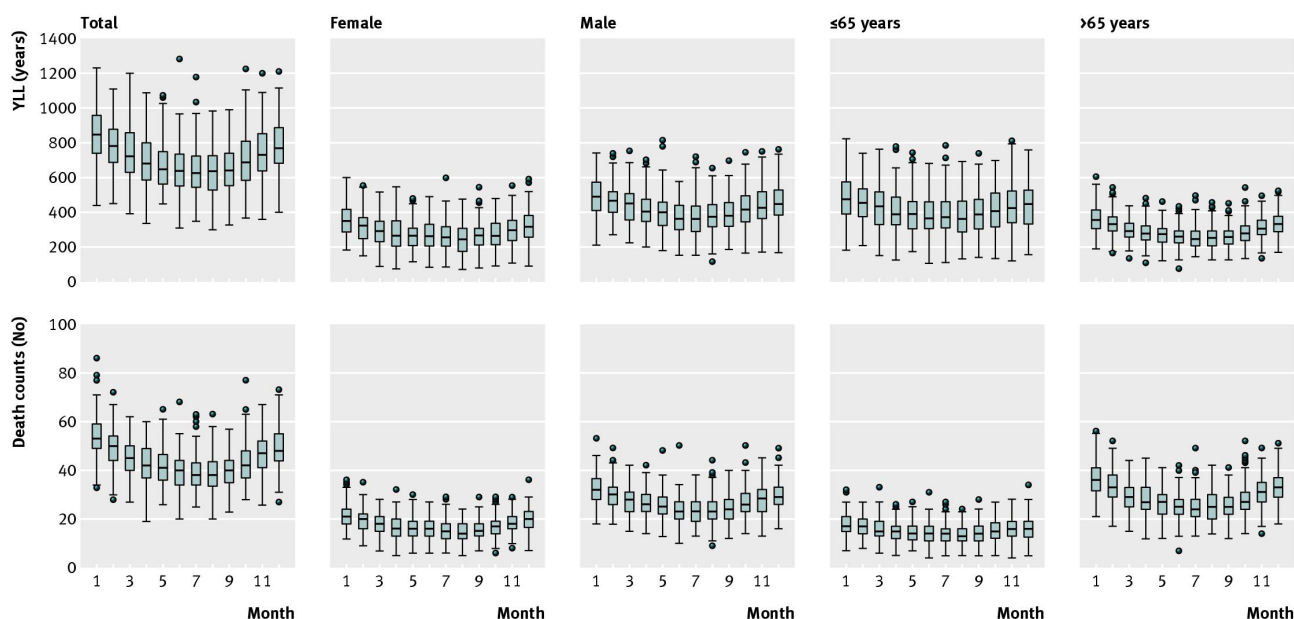 Total Female Male ≤65 years >65 years
YLL (years)
1400
1200
1000
800
600
400
200
0
Death counts (No)
100
80
60
40
20
0
1 3 5 7 9 11 1 3 5 7 9 11 1 3 5 7 9 11 1 3 5 7 9 11 1 3 5 7 9 11
Month Month Month Month Month